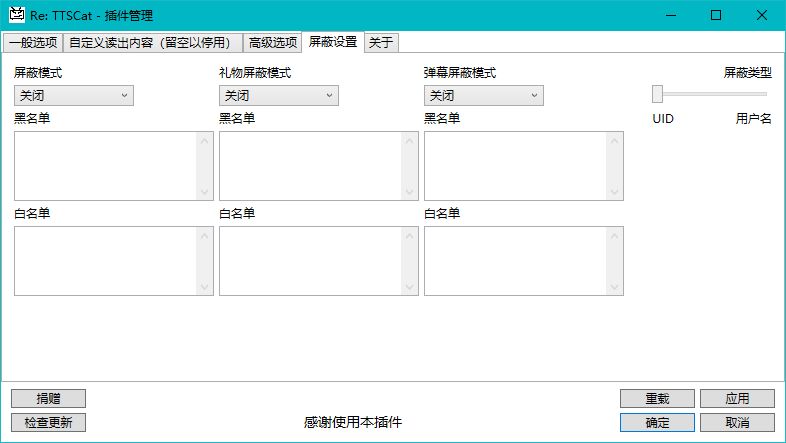 Re: TTSCat - 插件管理
一般选项 自定义读出内容（留空以停用） 高级选项 屏蔽设置 关于
屏蔽模式 礼物屏蔽模式 弹幕屏蔽模式 屏蔽类型
关闭 关闭 关闭
黑名单 黑名单 黑名单 UID 用户名
白名单 白名单 白名单
捐赠 重载 应用
检查更新 感谢使用本插件 确定 取消